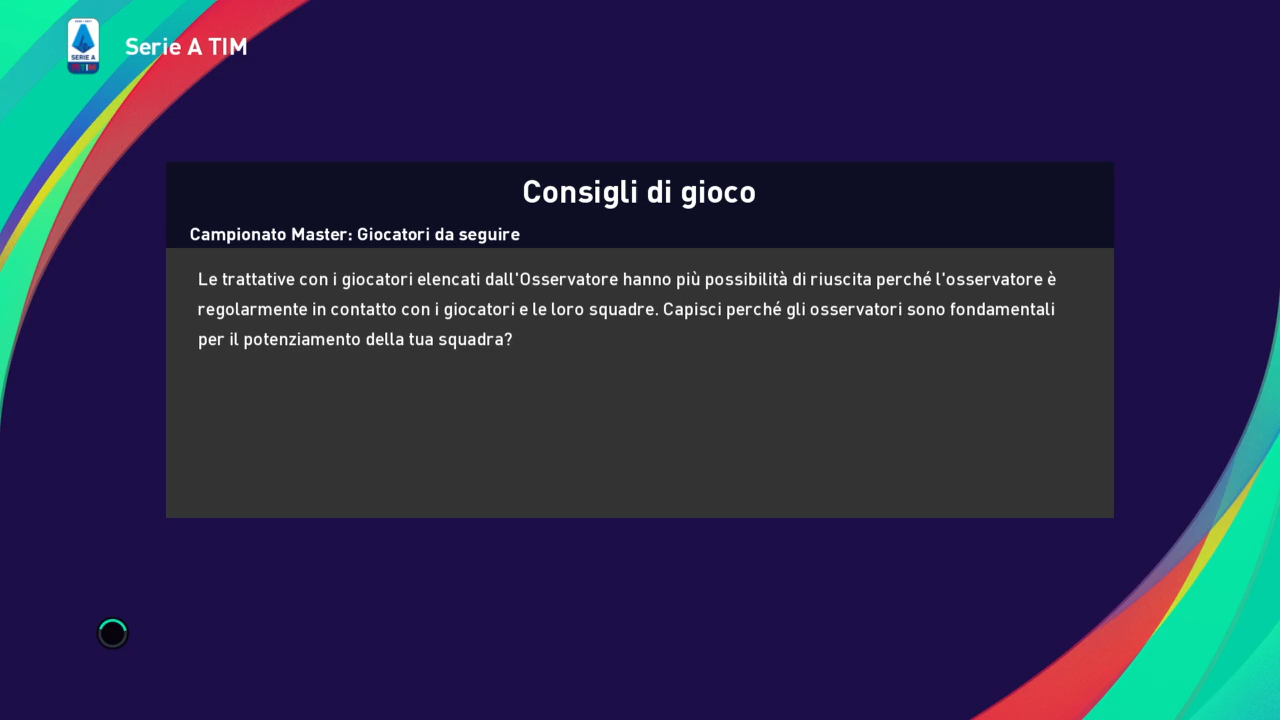 SERIE A
TIM
Serie A TIM
Consigli di gioco
Campionato Master: Giocatori da seguire
Le trattative con i giocatori elencati dall'Osservatore hanno più possibilità di riuscita perché l'osservatore è
regolarmente in contatto con i giocatori e le loro squadre. Capisci perché gli osservatori sono fondamentali
per il potenziamento della tua squadra?